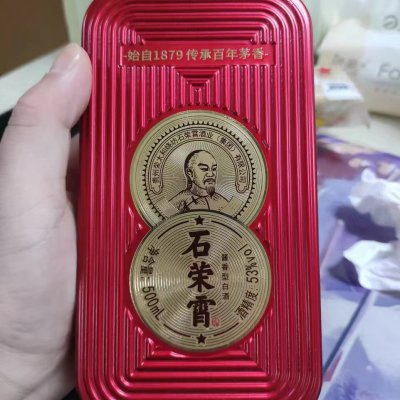 -始自1879 传承百年茅香-
石荣霄
酱香型白酒
净含量:500mL
酒精度:53%vol